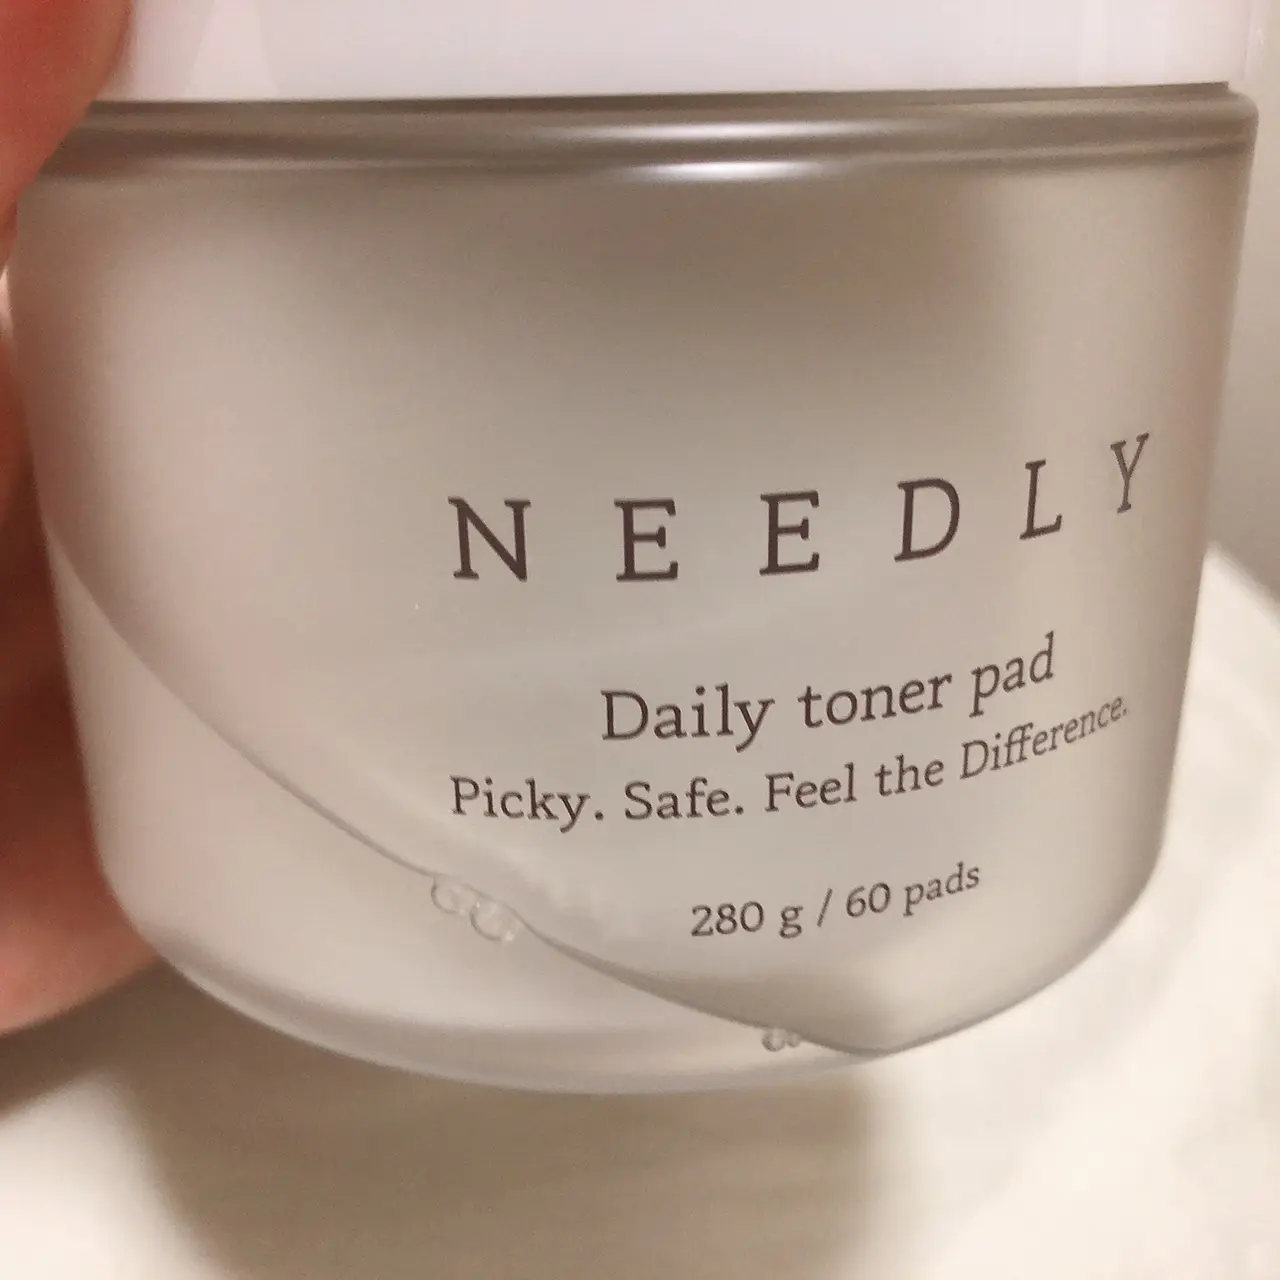 NEEDLY
Daily toner pad
Picky. Safe. Feel the Difference.
280 g / 60 pads